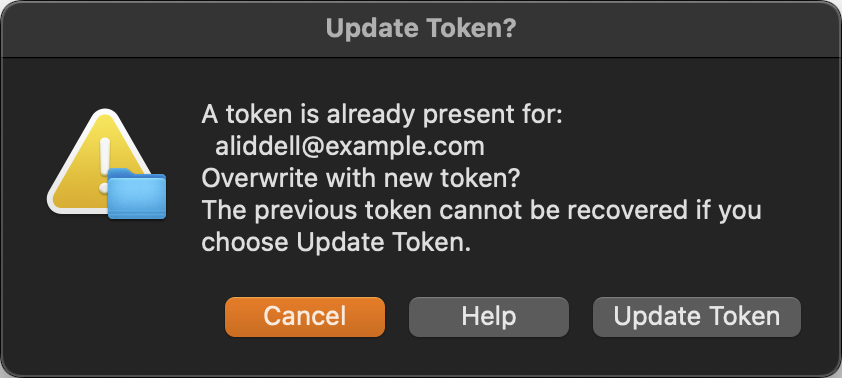 Update Token?
A token is already present for:
aliddell@example.com
Overwrite with new token?
The previous token cannot be recovered if you
choose Update Token.
Cancel Help Update Token